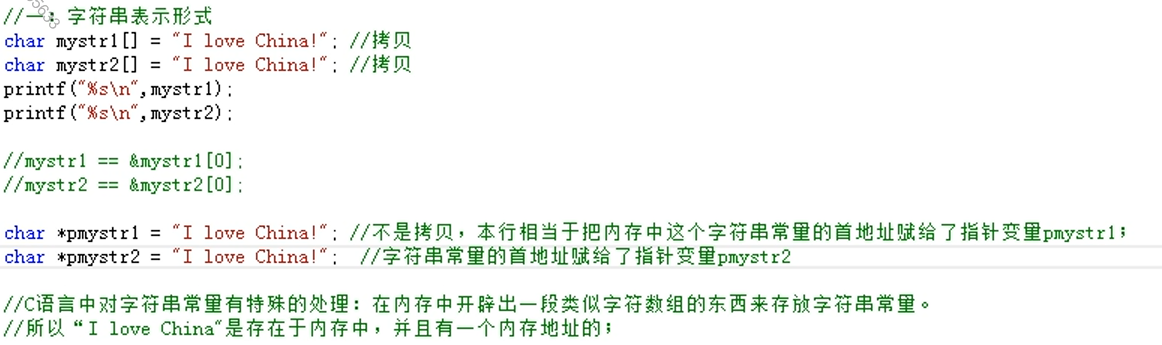 //一：字符串表示形式
char mystr1[] = "I love China!"; //拷贝
char mystr2[] = "I love China!"; //拷贝
printf("%s\n",mystr1);
printf("%s\n",mystr2);
//mystr1 == &mystr1[0];
//mystr2 == &mystr2[0];
char *pmystr1 = "I love China!"; //不是拷贝，本行相当于把内存中这个字符串常量的首地址赋给了指针变量pmystr1；
char *pmystr2 = "I love China!";  //字符串常量的首地址赋给了指针变量pmystr2
//C语言中对字符串常量有特殊的处理：在内存中开辟出一段类似字符数组的东西来存放字符串常量。
//所以“I love China"是存在于内存中，并且有一个内存地址的；